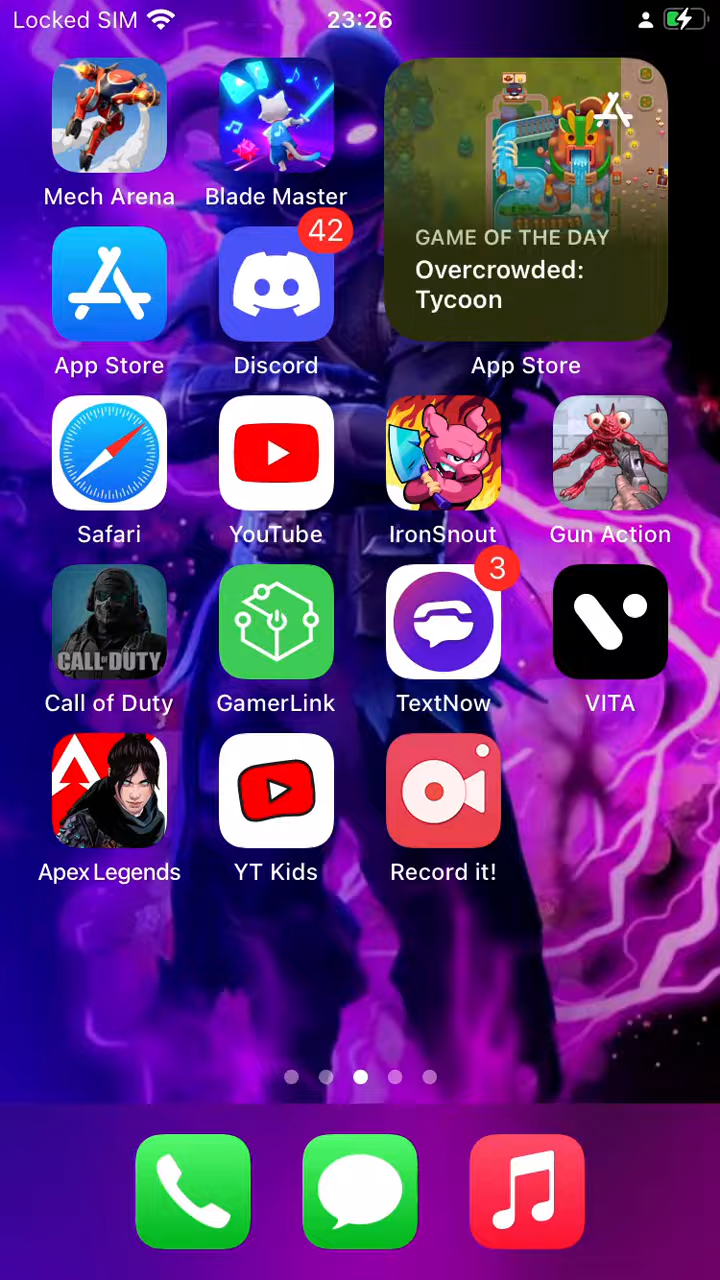 Locked SIM 23:26
Mech Arena Blade Master
GAME OF THE DAY
Overcrowded:
Tycoon
42
App Store Discord App Store
Safari YouTube IronSnout Gun Action
3
CALL·DUTY
Call of Duty GamerLink TextNow VITA
Apex Legends YT Kids Record it!